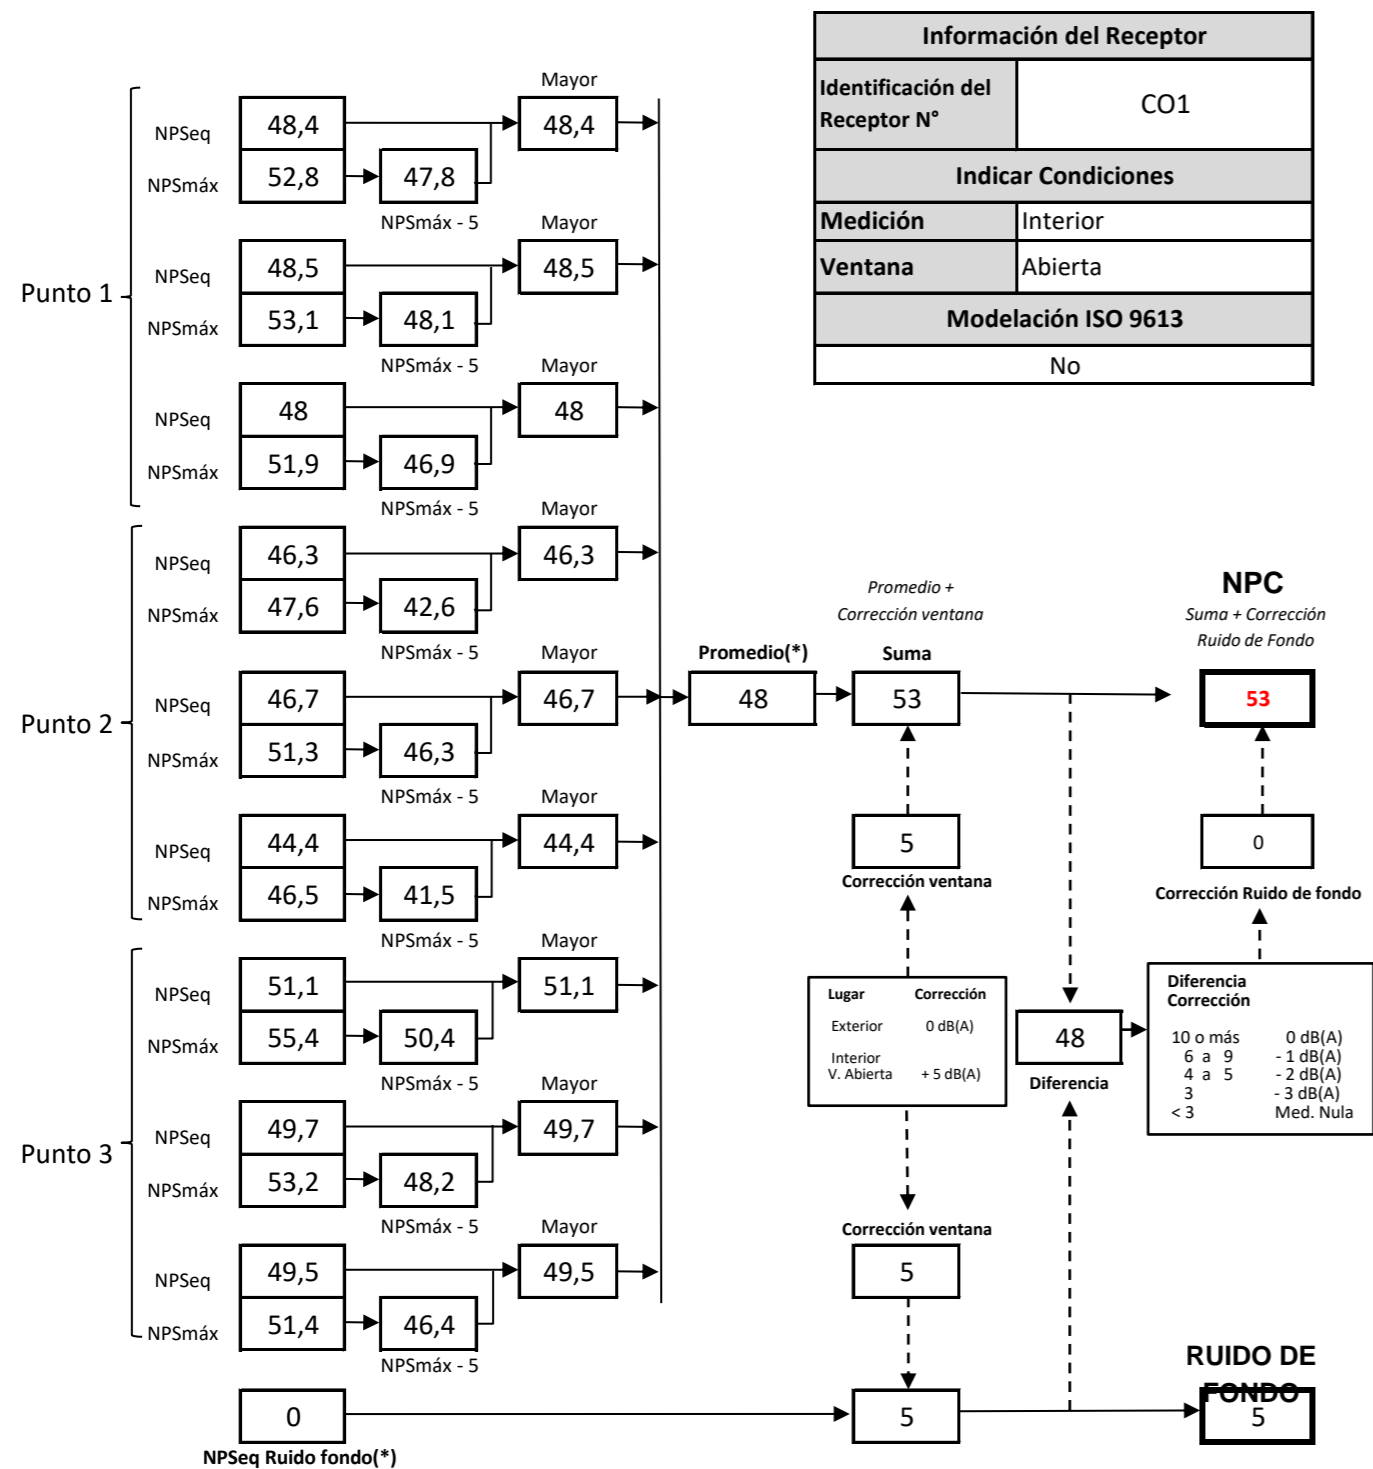 Información del Receptor
Identificación del
Receptor N°
CO1
Indicar Condiciones
Medición
Interior
Ventana
Abierta
Modelación ISO 9613
No
Punto 1
Mayor
NPSeq
48,4
48,4
NPSmáx
52,8
47,8
NPSmáx - 5
Mayor
NPSeq
48,5
48,5
NPSmáx
53,1
48,1
NPSmáx - 5
Mayor
NPSeq
48
48
NPSmáx
51,9
46,9
NPSmáx - 5
Punto 2
Mayor
NPSeq
46,3
46,3
NPSmáx
47,6
42,6
NPSmáx - 5
Mayor
NPSeq
46,7
46,7
NPSmáx
51,3
46,3
NPSmáx - 5
Mayor
NPSeq
44,4
44,4
NPSmáx
46,5
41,5
NPSmáx - 5
Punto 3
Mayor
NPSeq
51,1
51,1
NPSmáx
55,4
50,4
NPSmáx - 5
Mayor
NPSeq
49,7
49,7
NPSmáx
53,2
48,2
NPSmáx - 5
Mayor
NPSeq
49,5
49,5
NPSmáx
51,4
46,4
NPSmáx - 5
0
NPSeq Ruido fondo(*)
Promedio(*)
48
Promedio +
Corrección ventana
Suma
53
5
Corrección ventana
Lugar Corrección
Exterior 0 dB(A)
Interior
V. Abierta + 5 dB(A)
Corrección ventana
5
5
48
Diferencia
NPC
Suma + Corrección
Ruido de Fondo
53
0
Corrección Ruido de fondo
Diferencia
Corrección
10 o más 0 dB(A)
6 a 9 - 1 dB(A)
4 a 5 - 2 dB(A)
3 - 3 dB(A)
< 3 Med. Nula
RUIDO DE
FONDO
5